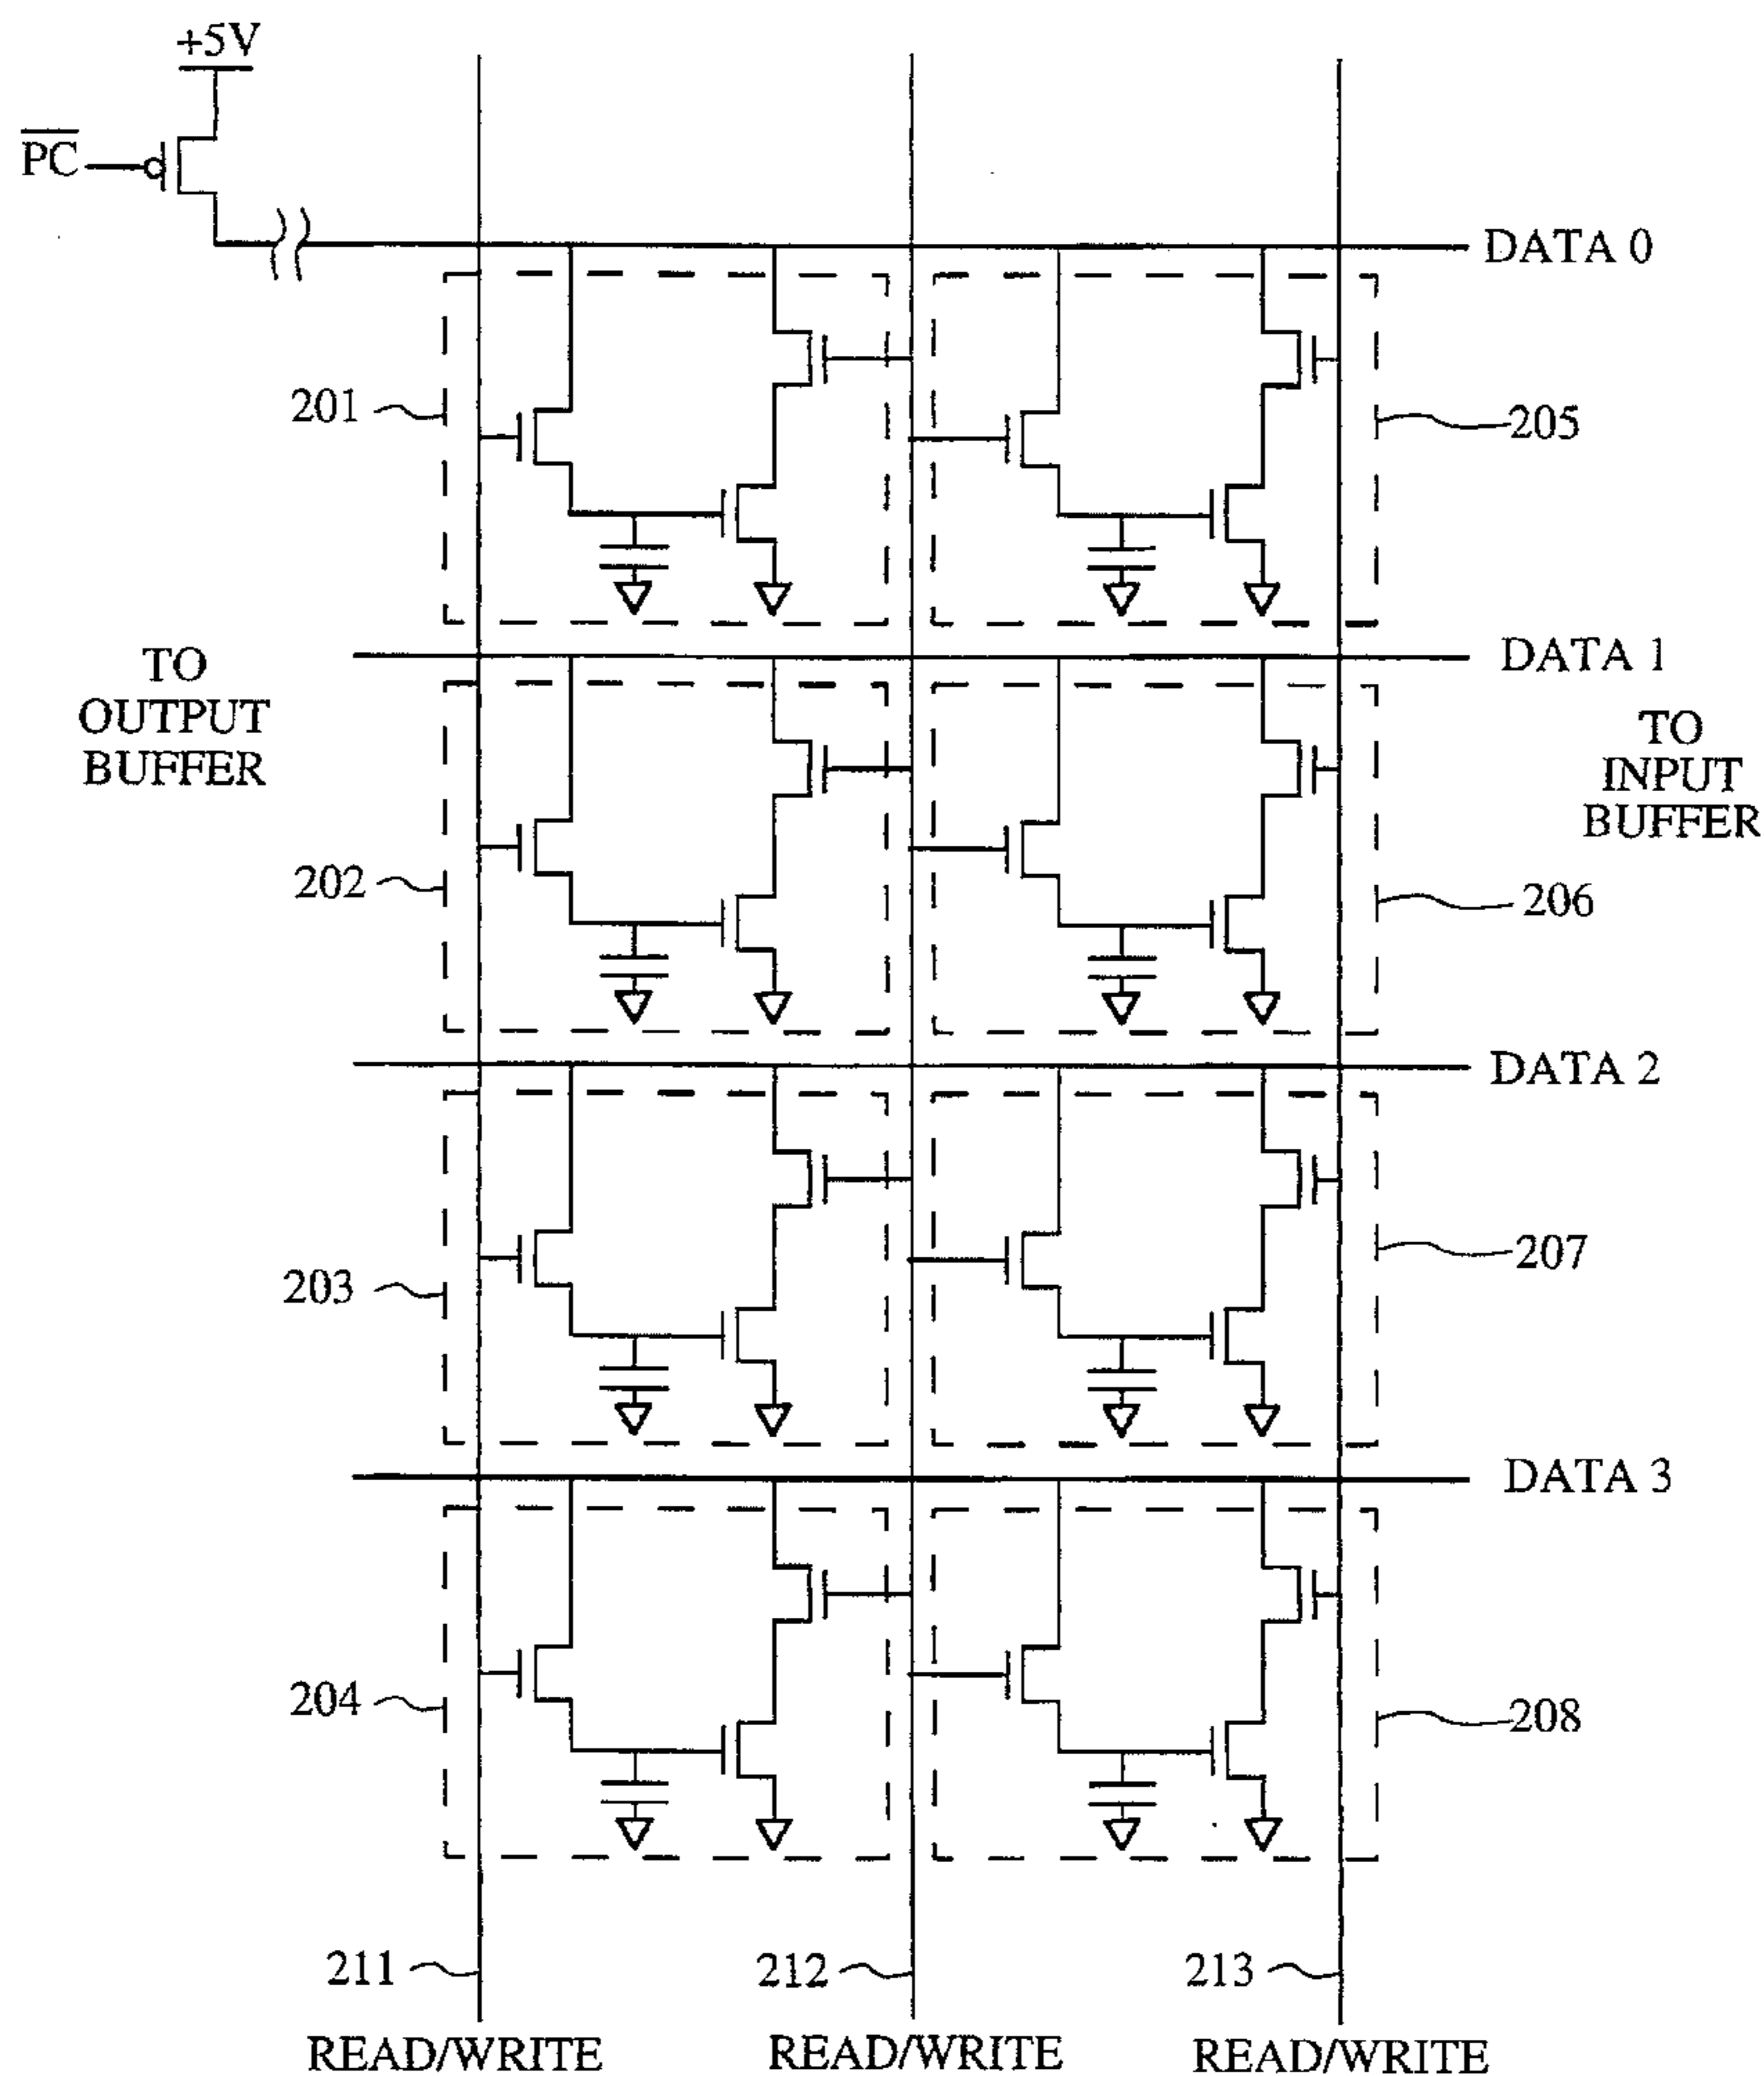 +5V
PC
DATA 0
201
205
DATA 1
TO
OUTPUT
BUFFER
TO
INPUT
BUFFER
202
206
DATA 2
203
207
DATA 3
204
208
211
212
213
READ/WRITE
READ/WRITE
READ/WRITE